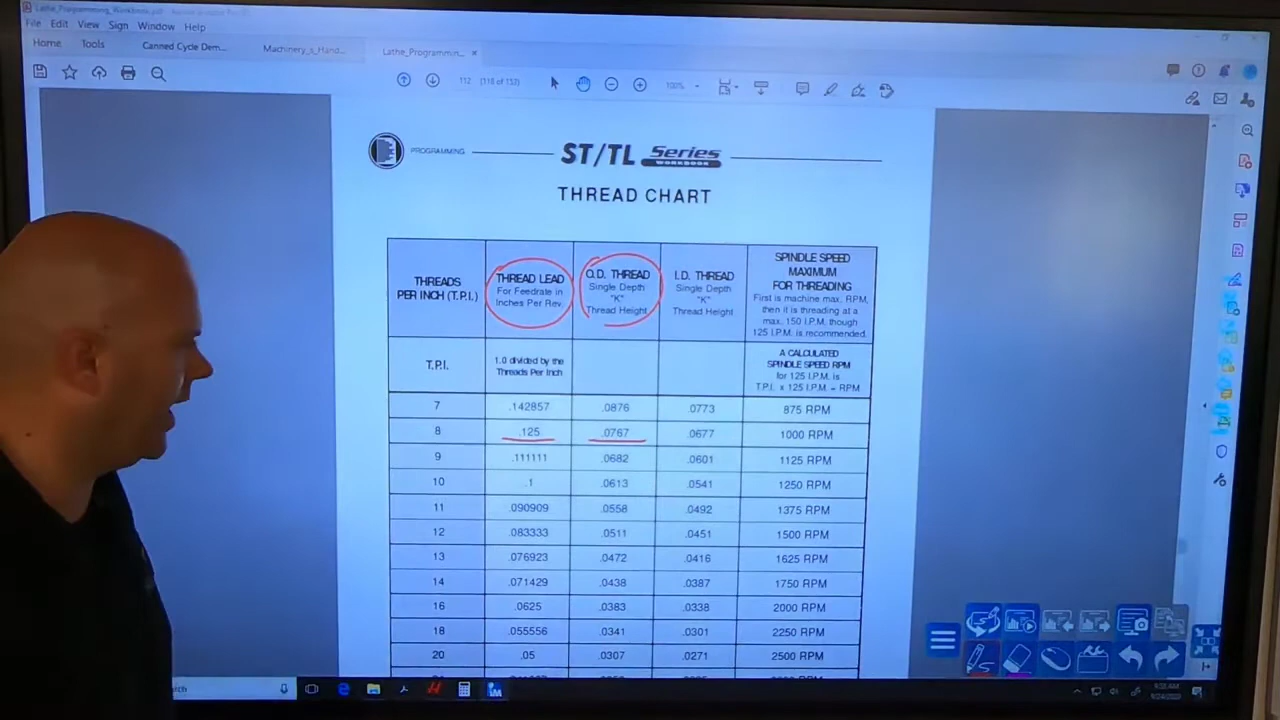 Lathe_Programming_Workbook.pdf
File Edit View Sign Window Help
Home Tools Canned Cycle Dem... Machinery_s_Hand... Lathe_Programmin... ×
112 (118 of 157) 100%
PROGRAMMING ST/TL Series
WORKBOOK
THREAD CHART
THREADS PER INCH (T.P.I.)
THREAD LEAD
For Feedrate in
Inches Per Rev.
O.D. THREAD
Single Depth
"K"
Thread Height
I.D. THREAD
Single Depth
"K"
Thread Height
SPINDLE SPEED
MAXIMUM
FOR THREADING
First is machine max. RPM,
then it is threading at a
max. 150 I.P.M. though
125 I.P.M. is recommended.
T.P.I.
1.0 divided by the
Threads Per Inch
A CALCULATED
SPINDLE SPEED RPM
for 125 I.P.M. is
T.P.I. x 125 I.P.M. = RPM
7 .142857 .0876 .0773 875 RPM
8 .125 .0767 .0677 1000 RPM
9 .111111 .0682 .0601 1125 RPM
10 .1 .0613 .0541 1250 RPM
11 .090909 .0558 .0492 1375 RPM
12 .083333 .0511 .0451 1500 RPM
13 .076923 .0472 .0416 1625 RPM
14 .071429 .0438 .0387 1750 RPM
16 .0625 .0383 .0338 2000 RPM
18 .055556 .0341 .0301 2250 RPM
20 .05 .0307 .0271 2500 RPM